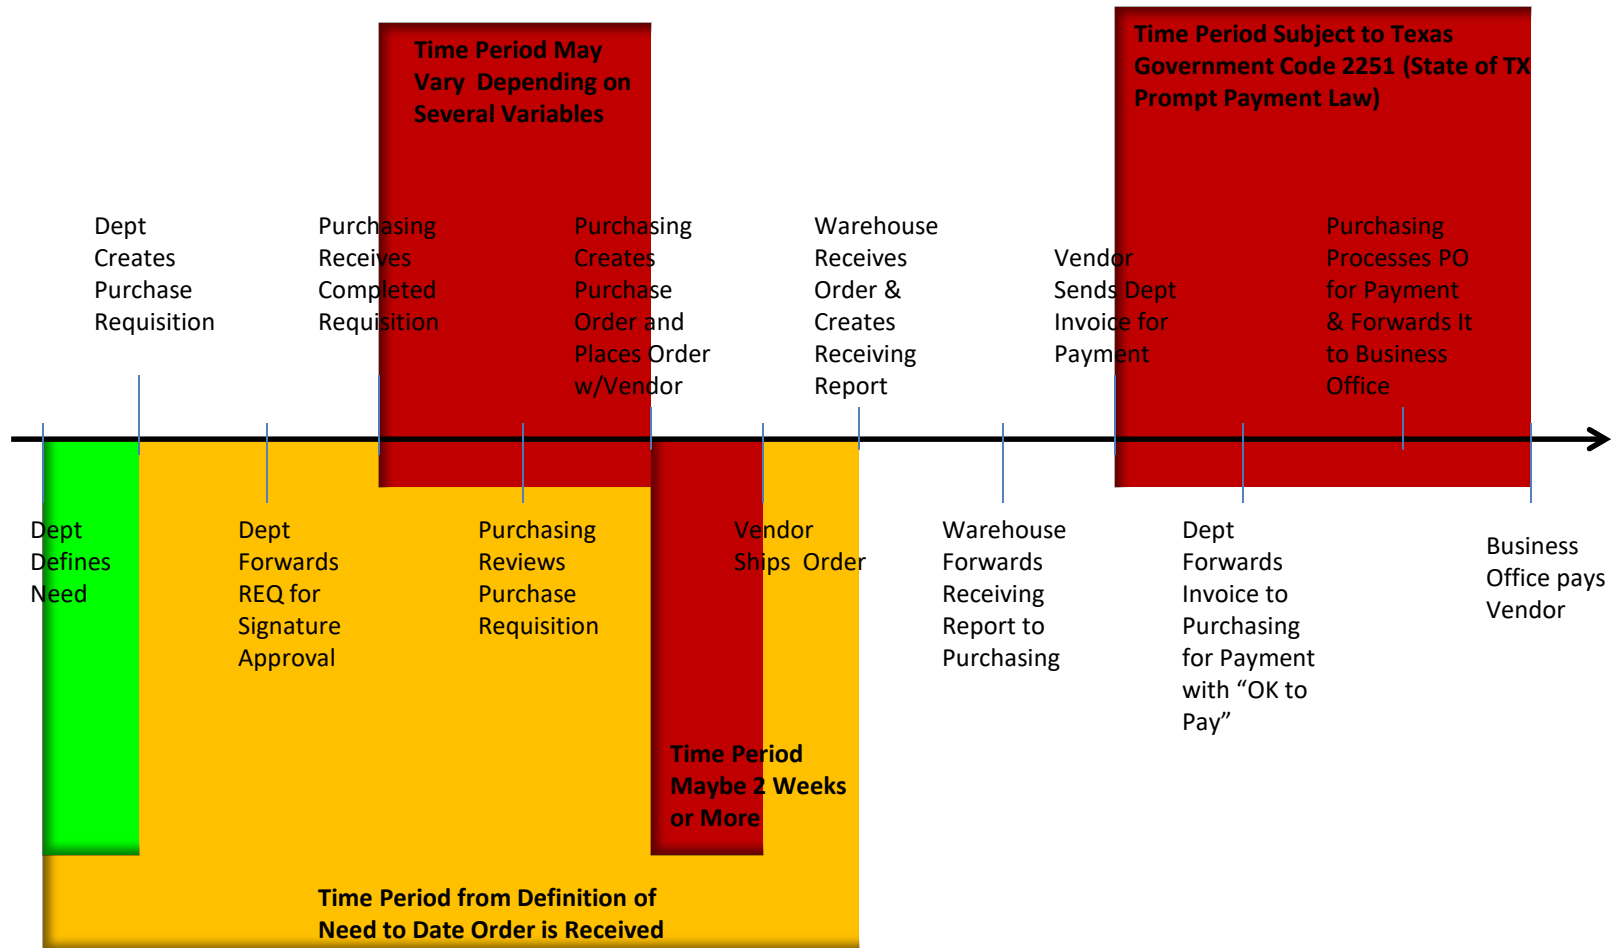 Time Period May
Vary Depending on
Several Variables
Time Period Subject to Texas
Government Code 2251 (State of TX
Prompt Payment Law)
Dept
Creates
Purchase
Requisition
Purchasing
Receives
Completed
Requisition
Purchasing
Creates
Purchase
Order and
Places Order
w/Vendor
Warehouse
Receives
Order &
Creates
Receiving
Report
Vendor
Sends Dept
Invoice for
Payment
Purchasing
Processes PO
for Payment
& Forwards It
to Business
Office
Dept
Defines
Need
Dept
Forwards
REQ for
Signature
Approval
Purchasing
Reviews
Purchase
Requisition
Vendor
Ships Order
Warehouse
Forwards
Receiving
Report to
Purchasing
Dept
Forwards
Invoice to
Purchasing
for Payment
with “OK to
Pay”
Business
Office pays
Vendor
Time Period
Maybe 2 Weeks
or More
Time Period from Definition of
Need to Date Order is Received